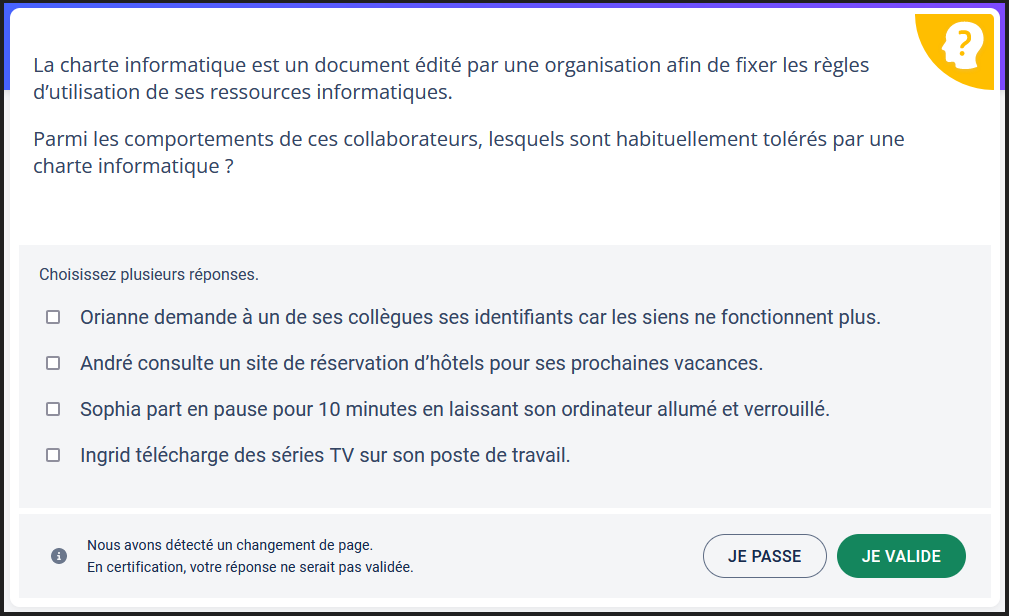 La charte informatique est un document édité par une organisation afin de fixer les règles
d’utilisation de ses ressources informatiques.
Parmi les comportements de ces collaborateurs, lesquels sont habituellement tolérés par une
charte informatique ?
Choisissez plusieurs réponses.
Orianne demande à un de ses collègues ses identifiants car les siens ne fonctionnent plus.
André consulte un site de réservation d’hôtels pour ses prochaines vacances.
Sophia part en pause pour 10 minutes en laissant son ordinateur allumé et verrouillé.
Ingrid télécharge des séries TV sur son poste de travail.
Nous avons détecté un changement de page.
En certification, votre réponse ne serait pas validée.
JE PASSE
JE VALIDE